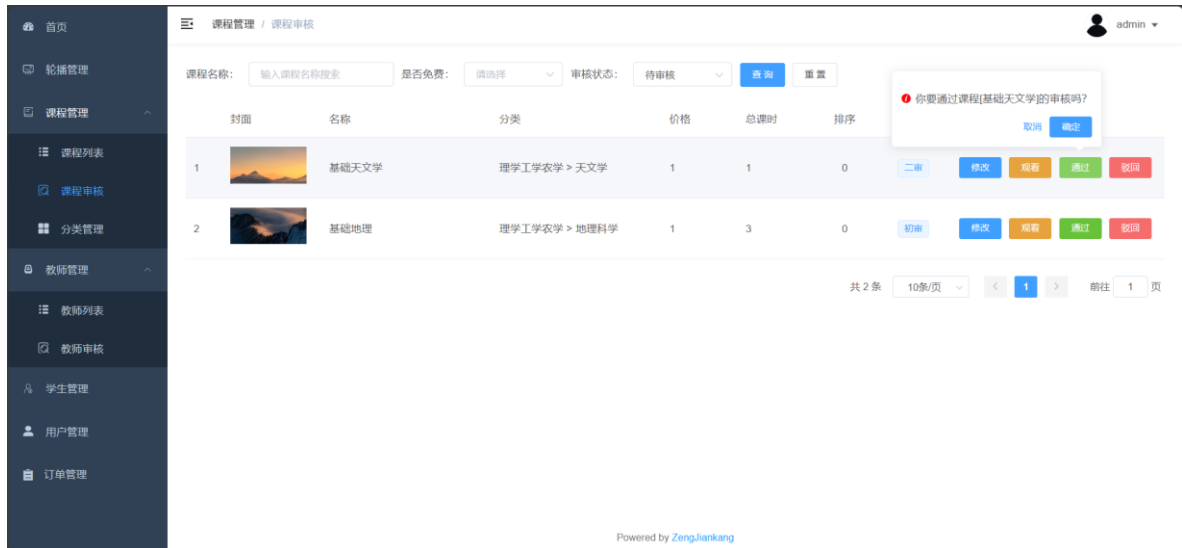 首页
课程管理 / 课程审核
admin
轮播管理
课程名称： 输入课程名称搜索 是否免费： 请选择 审核状态： 待审核 查 询 重 置
你要通过课程[基础天文学]的审核吗?
取消 确定
课程管理
封面 名称 分类 价格 总课时 排序
课程列表
1 基础天文学 理学工学农学 > 天文学 1 1 0 二审 修改 观看 通过 驳回
课程审核
分类管理
2 基础地理 理学工学农学 > 地理科学 1 3 0 初审 修改 观看 通过 驳回
教师管理
共 2 条 10条/页 < 1 > 前往 1 页
教师列表
教师审核
学生管理
用户管理
订单管理
Powered by ZengJiankang